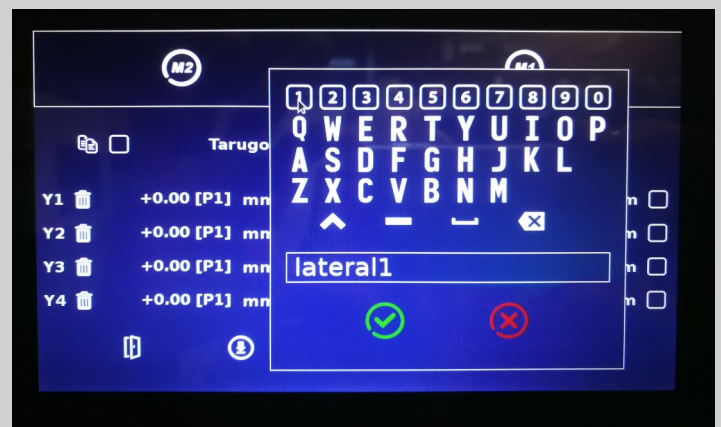 M2
M1
1 2 3 4 5 6 7 8 9 0
Q W E R T Y U I O P
A S D F G H J K L
Z X C V B N M
Tarugo
Y1 +0.00 [P1] mm
Y2 +0.00 [P1] mm
Y3 +0.00 [P1] mm
Y4 +0.00 [P1] mm
lateral1